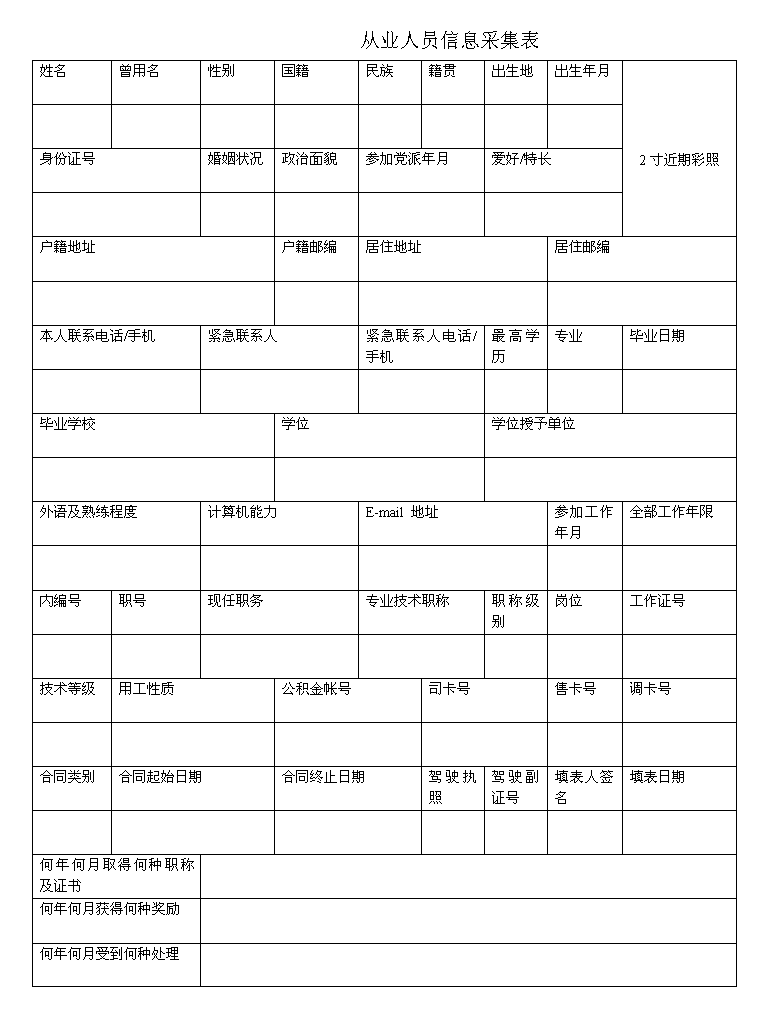 从业人员信息采集表
姓名 曾用名 性别 国籍 民族 籍贯 出生地 出生年月
2寸近期彩照
身份证号 婚姻状况 政治面貌 参加党派年月 爱好/特长
户籍地址 户籍邮编 居住地址 居住邮编
本人联系电话/手机 紧急联系人 紧急联系人电话/ 最高学 专业 毕业日期
手机 历
毕业学校 学位 学位授予单位
外语及熟练程度 计算机能力 E-mail 地址 参加工作 全部工作年限
年月
内编号 职号 现任职务 专业技术职称 职称级 岗位 工作证号
别
技术等级 用工性质 公积金帐号 司卡号 售卡号 调卡号
合同类别 合同起始日期 合同终止日期 驾驶执 驾驶副 填表人签 填表日期
照 证号 名
何年何月取得何种职称
及证书
何年何月获得何种奖励
何年何月受到何种处理